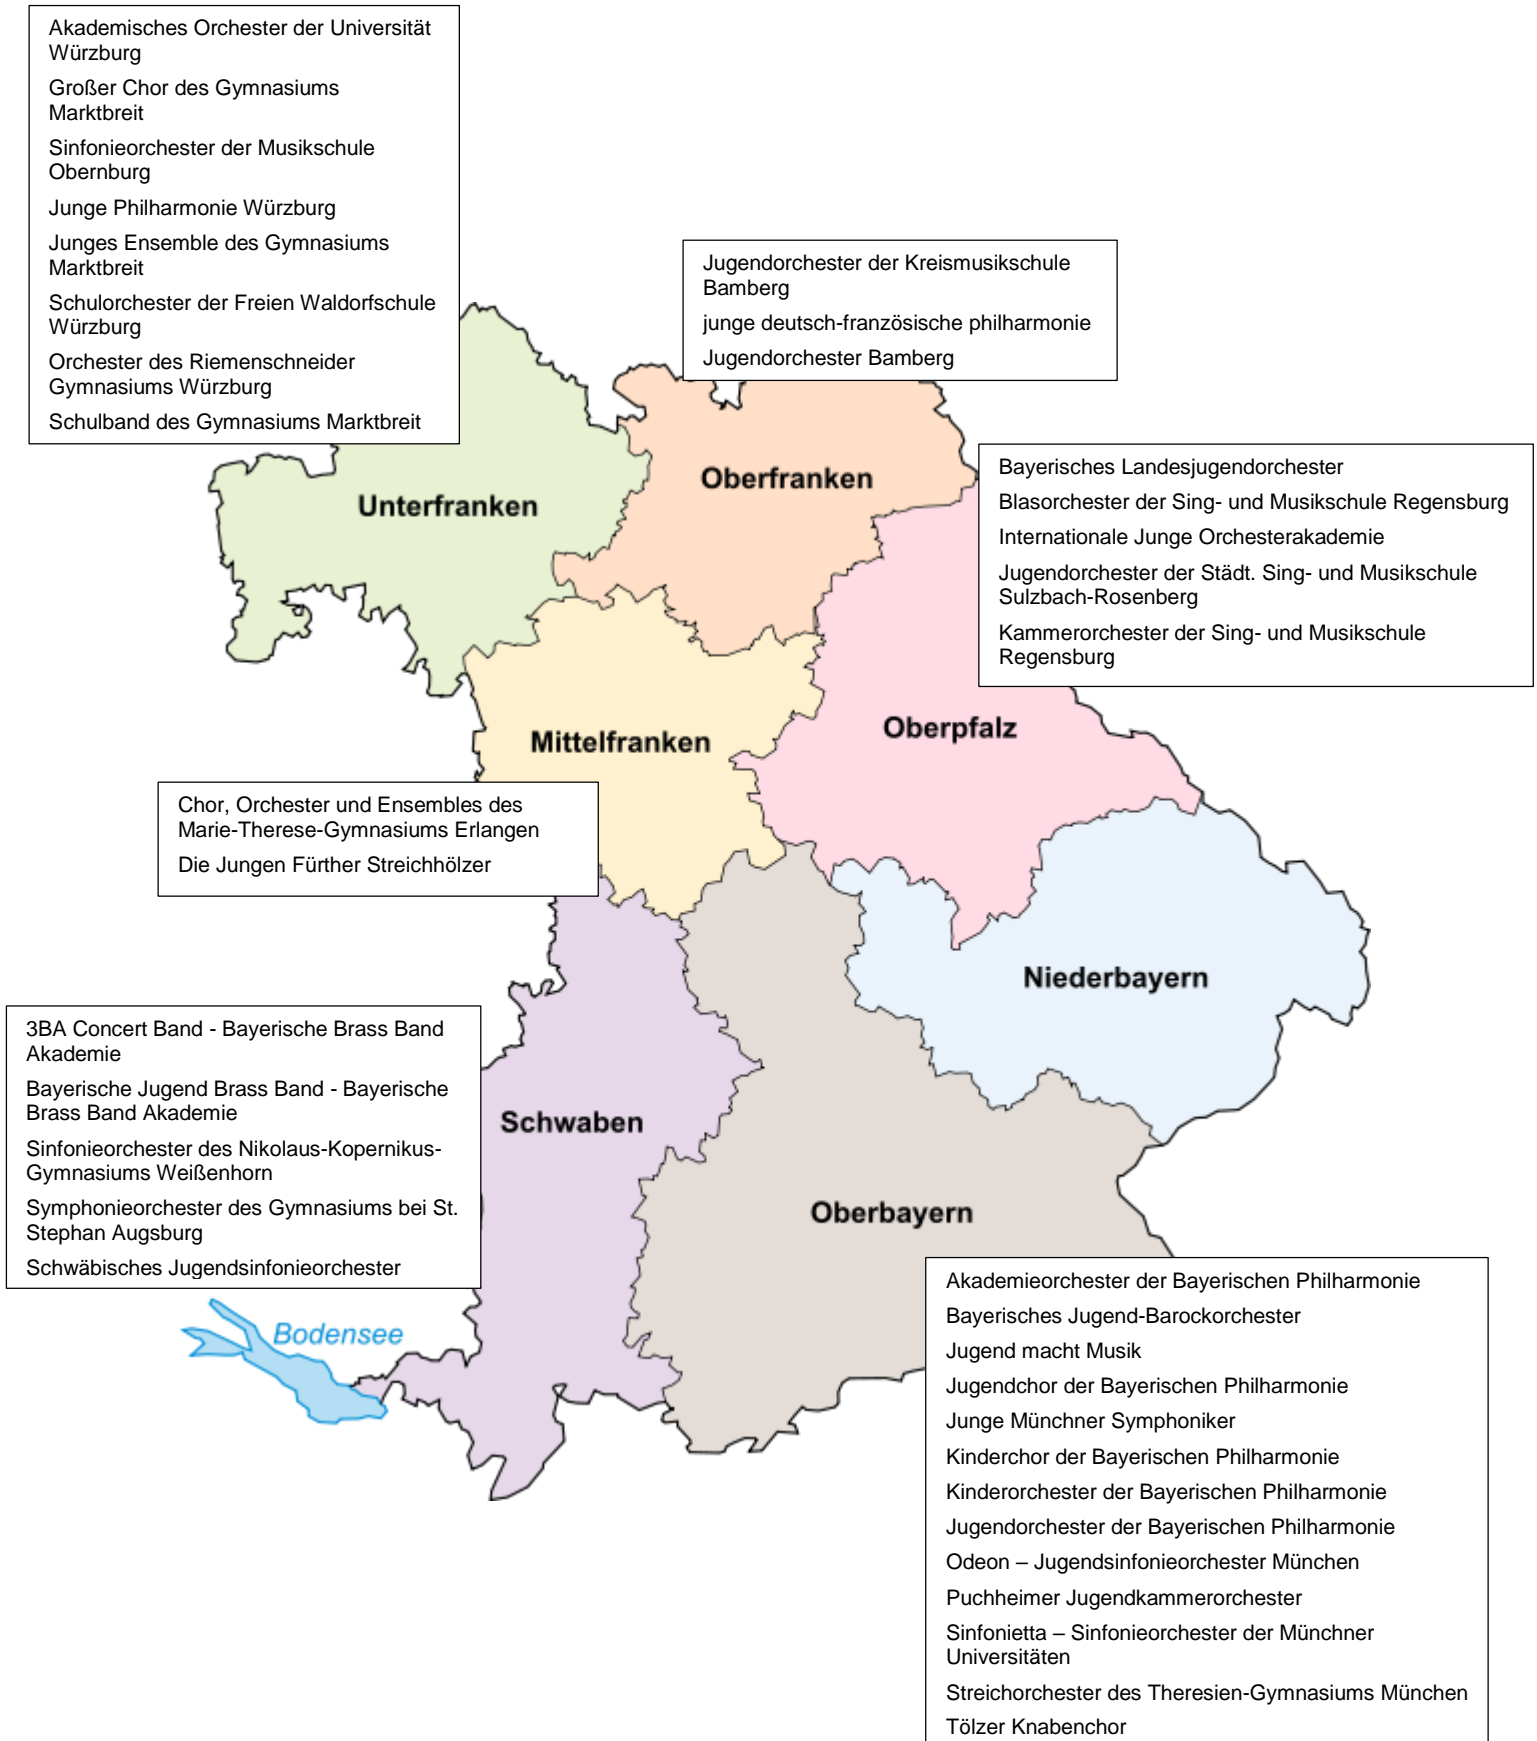 Akademisches Orchester der Universität
Würzburg
Großer Chor des Gymnasiums
Marktbreit
Sinfonieorchester der Musikschule
Obernburg
Junge Philharmonie Würzburg
Junges Ensemble des Gymnasiums
Marktbreit
Schulorchester der Freien Waldorfschule
Würzburg
Orchester des Riemenschneider
Gymnasiums Würzburg
Schulband des Gymnasiums Marktbreit
Jugendorchester der Kreismusikschule
Bamberg
junge deutsch-französische philharmonie
Jugendorchester Bamberg
Oberfranken
Unterfranken
Bayerisches Landesjugendorchester
Blasorchester der Sing- und Musikschule Regensburg
Internationale Junge Orchesterakademie
Jugendorchester der Städt. Sing- und Musikschule
Sulzbach-Rosenberg
Kammerorchester der Sing- und Musikschule
Regensburg
Oberpfalz
Mittelfranken
Chor, Orchester und Ensembles des
Marie-Therese-Gymnasiums Erlangen
Die Jungen Fürther Streichhölzer
Niederbayern
3BA Concert Band - Bayerische Brass Band
Akademie
Bayerische Jugend Brass Band - Bayerische
Brass Band Akademie
Sinfonieorchester des Nikolaus-Kopernikus-
Gymnasiums Weißenhorn
Symphonieorchester des Gymnasiums bei St.
Stephan Augsburg
Schwäbisches Jugendsinfonieorchester
Schwaben
Oberbayern
Bodensee
Akademieorchester der Bayerischen Philharmonie
Bayerisches Jugend-Barockorchester
Jugend macht Musik
Jugendchor der Bayerischen Philharmonie
Junge Münchner Symphoniker
Kinderchor der Bayerischen Philharmonie
Kinderorchester der Bayerischen Philharmonie
Jugendorchester der Bayerischen Philharmonie
Odeon – Jugendsinfonieorchester München
Puchheimer Jugendkammerorchester
Sinfonietta – Sinfonieorchester der Münchner
Universitäten
Streichorchester des Theresien-Gymnasiums München
Tölzer Knabenchor